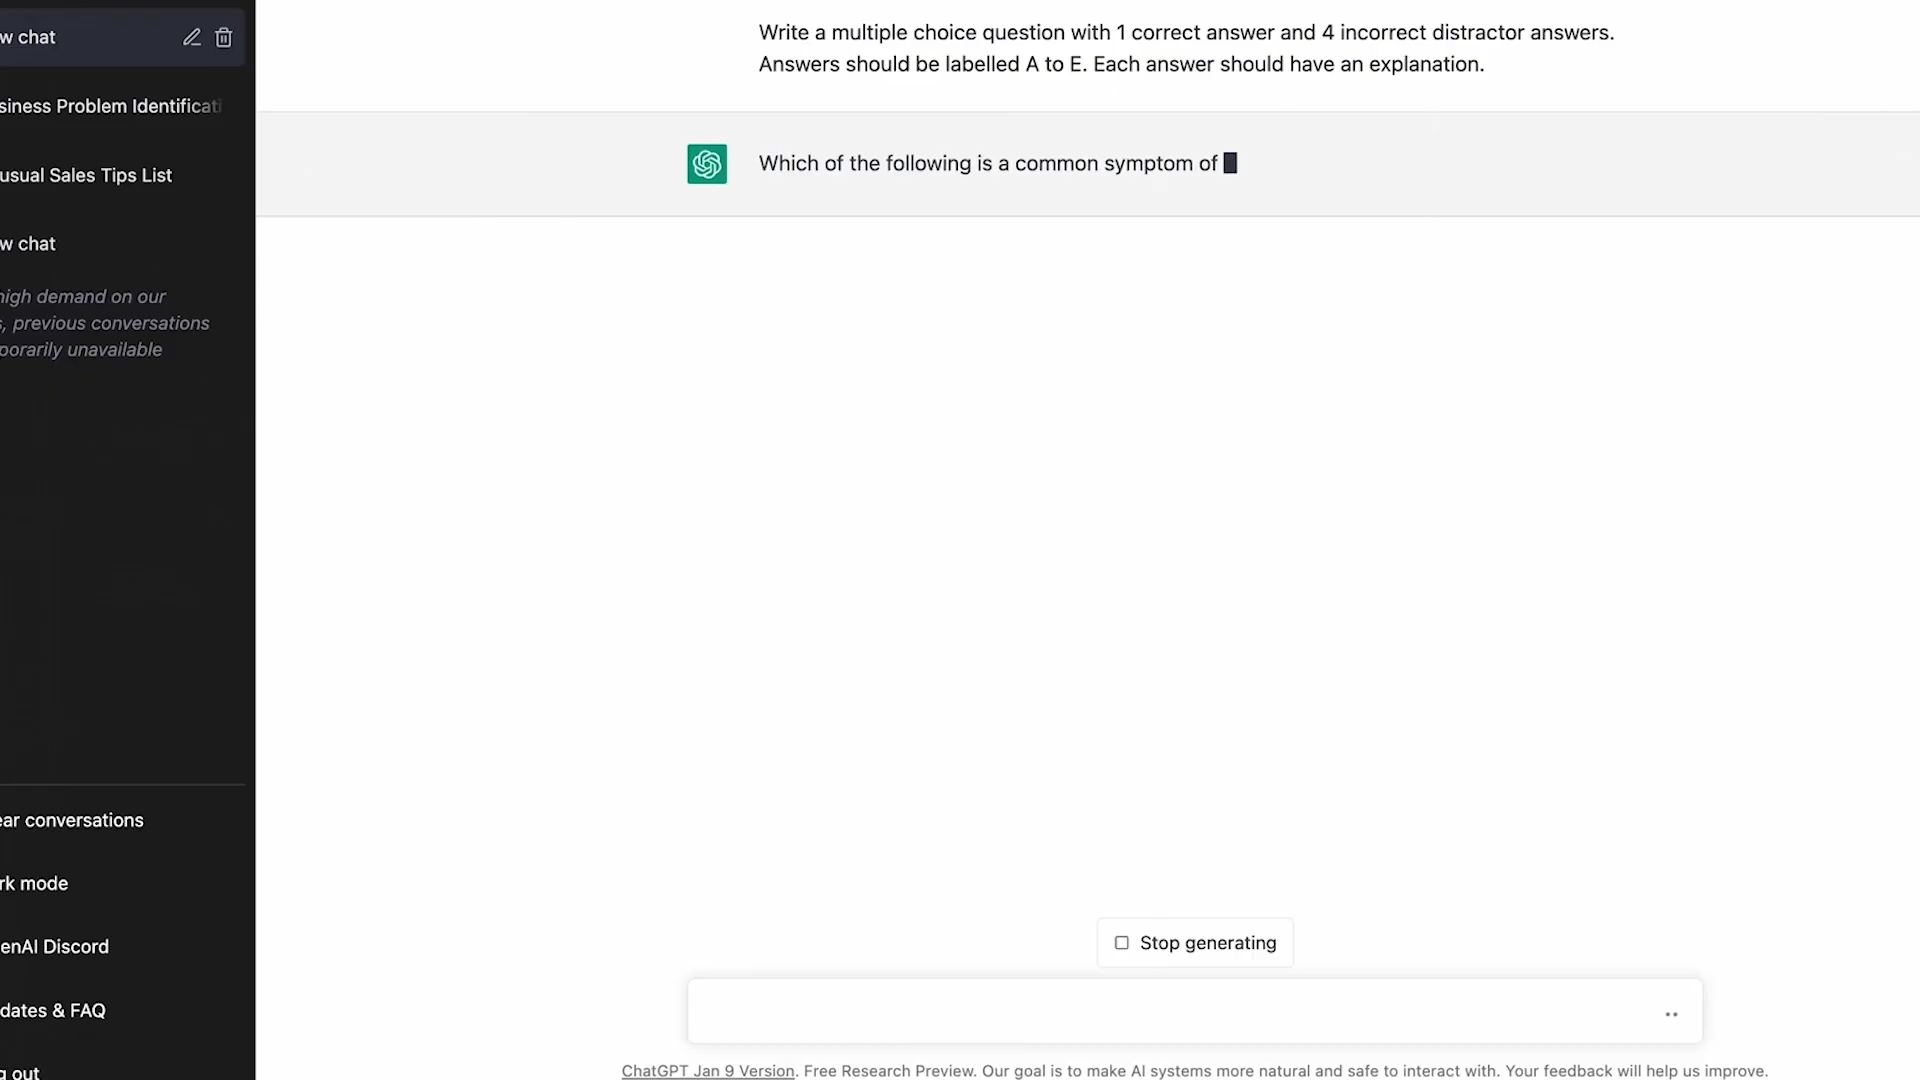 w chat
siness Problem Identificati
usual Sales Tips List
w chat
high demand on our
s, previous conversations
porarily unavailable
ear conversations
rk mode
enAI Discord
dates & FAQ
g out
Write a multiple choice question with 1 correct answer and 4 incorrect distractor answers.
Answers should be labelled A to E. Each answer should have an explanation.
Which of the following is a common symptom of
Stop generating
ChatGPT Jan 9 Version. Free Research Preview. Our goal is to make AI systems more natural and safe to interact with. Your feedback will help us improve.